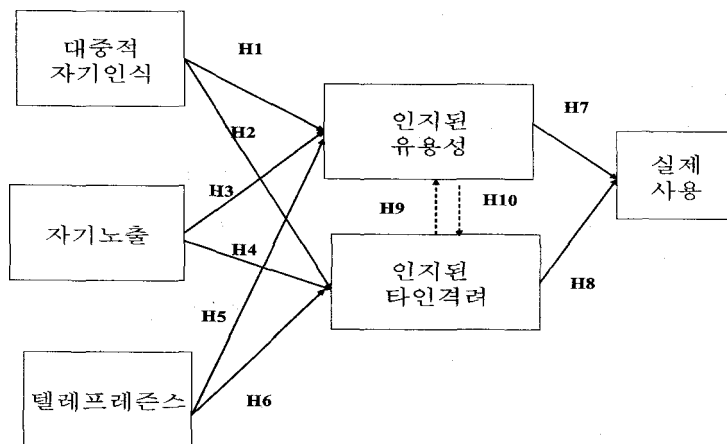 대중적
자기인식
H1
H2
인지된
유용성
H7
실제
사용
자기노출
H3
H4
H9
H10
인지된
타인격려
H8
H5
텔레프레즌스
H6